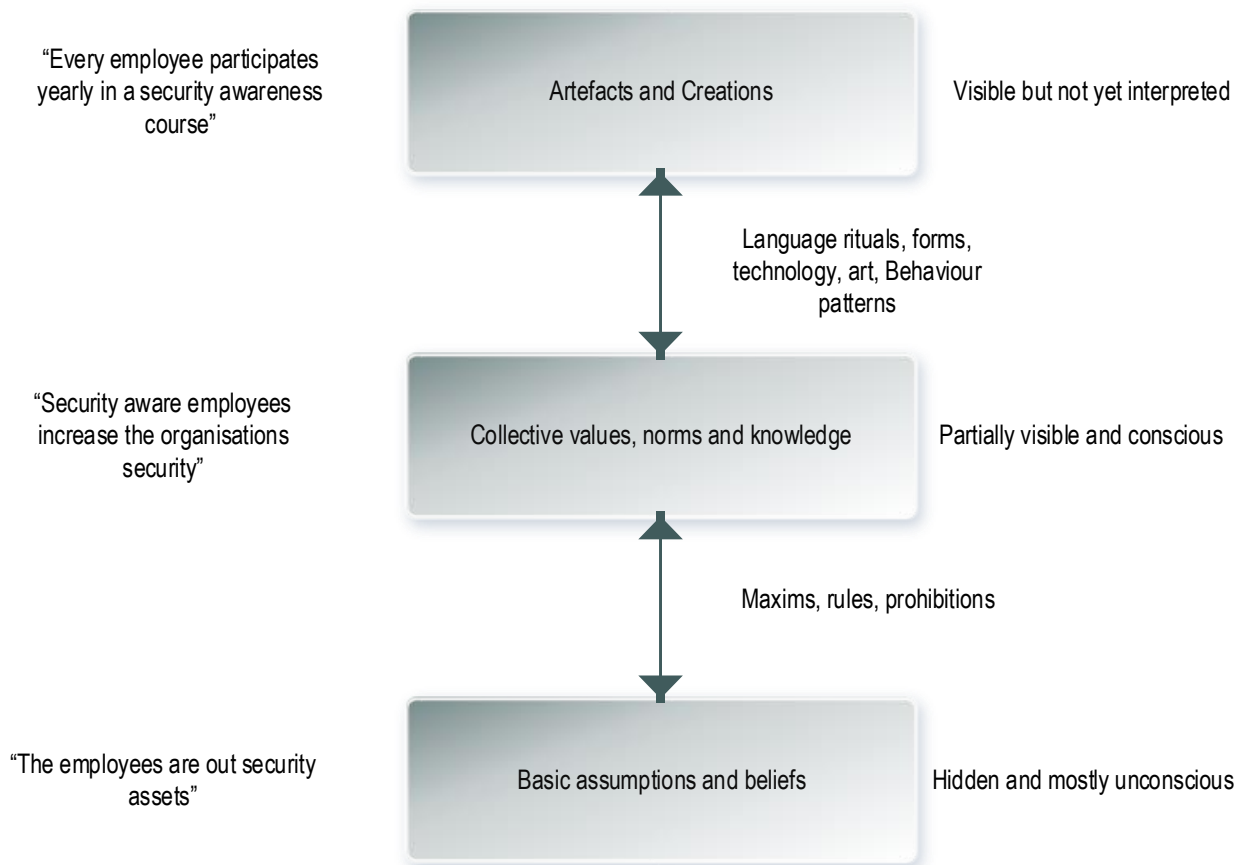 “Every employee participates
yearly in a security awareness
course”
Artefacts and Creations
Visible but not yet interpreted
Language rituals, forms,
technology, art, Behaviour
patterns
“Security aware employees
increase the organisations
security”
Collective values, norms and knowledge
Partially visible and conscious
Maxims, rules, prohibitions
“The employees are out security
assets”
Basic assumptions and beliefs
Hidden and mostly unconscious